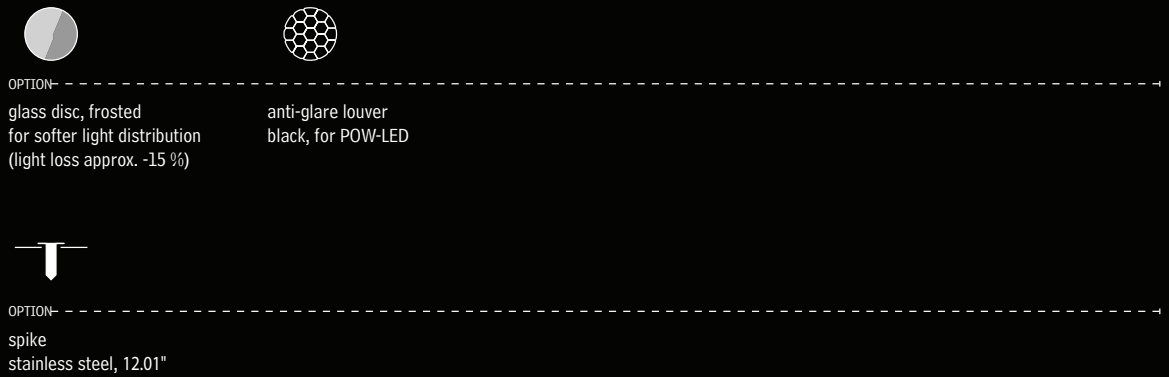 OPTION
glass disc, frosted
for softer light distribution
(light loss approx. -15 %)
anti-glare louver
black, for POW-LED
OPTION
spike
stainless steel, 12.01"